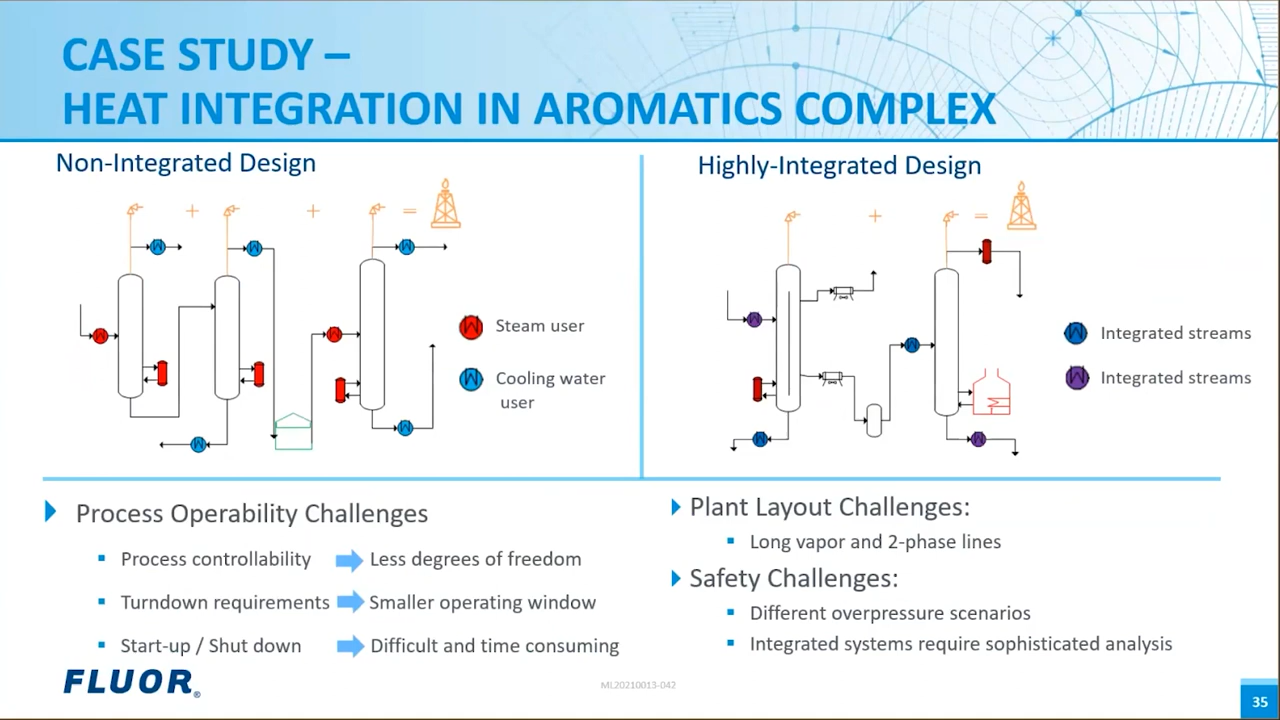 CASE STUDY –
HEAT INTEGRATION IN AROMATICS COMPLEX
Non-Integrated Design
+ + =
Steam user
Cooling water
user
Highly-Integrated Design
+ =
Integrated streams
Integrated streams
Process Operability Challenges
Process controllability Less degrees of freedom
Turndown requirements Smaller operating window
Start-up / Shut down Difficult and time consuming
Plant Layout Challenges:
Long vapor and 2-phase lines
Safety Challenges:
Different overpressure scenarios
Integrated systems require sophisticated analysis
FLUOR®
ML20210013-042
35